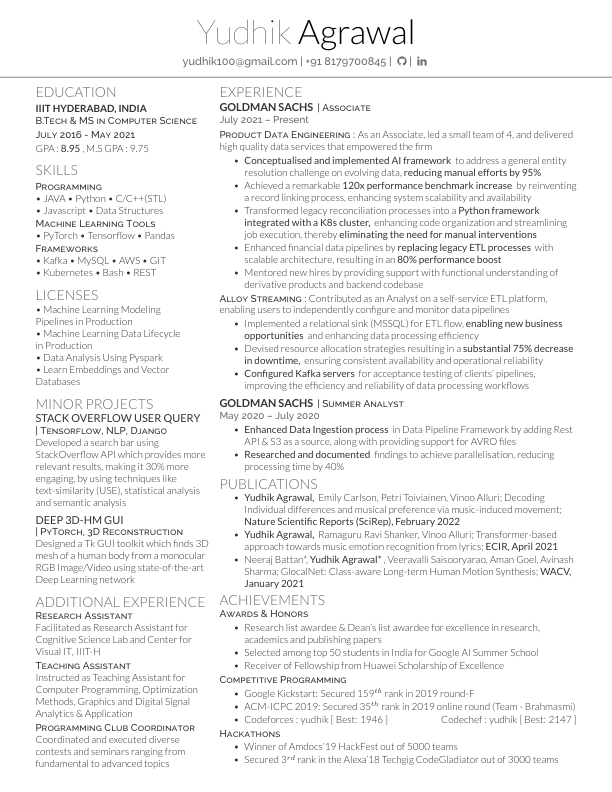 Yudhik Agrawal
yudhik100@gmail.com | +91 8179700845 | |
EDUCATION
IIIT HYDERABAD, INDIA
B.Tech & MS in Computer Science
July 2016 - May 2021
GPA : 8.95 , M.S GPA : 9.75
SKILLS
Programming
• JAVA • Python • C/C++(STL)
• Javascript • Data Structures
Machine Learning Tools
• PyTorch • Tensorflow • Pandas
Frameworks
• Kafka • MySQL • AWS • GIT
• Kubernetes • Bash • REST
LICENSES
• Machine Learning Modeling
Pipelines in Production
• Machine Learning Data Lifecycle
in Production
• Data Analysis Using Pyspark
• Learn Embeddings and Vector
Databases
MINOR PROJECTS
STACK OVERFLOW USER QUERY
| Tensorflow, NLP, Django
Developed a search bar using
StackOverflow API which provides more
relevant results, making it 30% more
engaging, by using techniques like
text-similarity (USE), statistical analysis
and semantic analysis
DEEP 3D-HM GUI
| PyTorch, 3D Reconstruction
Designed a Tk GUI toolkit which finds 3D
mesh of a human body from a monocular
RGB Image/Video using state-of-the-art
Deep Learning network
ADDITIONAL EXPERIENCE
Research Assistant
Facilitated as Research Assistant for
Cognitive Science Lab and Center for
Visual IT, IIIT-H
Teaching Assistant
Instructed as Teaching Assistant for
Computer Programming, Optimization
Methods, Graphics and Digital Signal
Analytics & Application
Programming Club Coordinator
Coordinated and executed diverse
contests and seminars ranging from
fundamental to advanced topics
EXPERIENCE
GOLDMAN SACHS | Associate
July 2021 – Present
Product Data Engineering : As an Associate, led a small team of 4, and delivered
high quality data services that empowered the firm
• Conceptualised and implemented AI framework to address a general entity
resolution challenge on evolving data, reducing manual efforts by 95%
• Achieved a remarkable 120x performance benchmark increase by reinventing
a record linking process, enhancing system scalability and availability
• Transformed legacy reconciliation processes into a Python framework
integrated with a K8s cluster, enhancing code organization and streamlining
job execution, thereby eliminating the need for manual interventions
• Enhanced financial data pipelines by replacing legacy ETL processes with
scalable architecture, resulting in an 80% performance boost
• Mentored new hires by providing support with functional understanding of
derivative products and backend codebase
Alloy Streaming : Contributed as an Analyst on a self-service ETL platform,
enabling users to independently configure and monitor data pipelines
• Implemented a relational sink (MSSQL) for ETL flow, enabling new business
opportunities and enhancing data processing efficiency
• Devised resource allocation strategies resulting in a substantial 75% decrease
in downtime, ensuring consistent availability and operational reliability
• Configured Kafka servers for acceptance testing of clients' pipelines,
improving the efficiency and reliability of data processing workflows
GOLDMAN SACHS | Summer Analyst
May 2020 – July 2020
• Enhanced Data Ingestion process in Data Pipeline Framework by adding Rest
API & S3 as a source, along with providing support for AVRO files
• Researched and documented findings to achieve parallelisation, reducing
processing time by 40%
PUBLICATIONS
• Yudhik Agrawal, Emily Carlson, Petri Toiviainen, Vinoo Alluri; Decoding
Individual differences and musical preference via music-induced movement;
Nature Scientific Reports (SciRep), February 2022
• Yudhik Agrawal, Ramaguru Ravi Shanker, Vinoo Alluri; Transformer-based
approach towards music emotion recognition from lyrics; ECIR, April 2021
• Neeraj Battan*, Yudhik Agrawal* , Veeravalli Saisooryarao, Aman Goel, Avinash
Sharma; GlocalNet: Class-aware Long-term Human Motion Synthesis; WACV,
January 2021
ACHIEVEMENTS
Awards & Honors
• Research list awardee & Dean's list awardee for excellence in research,
academics and publishing papers
• Selected among top 50 students in India for Google AI Summer School
• Receiver of Fellowship from Huawei Scholarship of Excellence
Competitive Programming
• Google Kickstart: Secured 159th rank in 2019 round-F
• ACM-ICPC 2019: Secured 35th rank in 2019 online round (Team - Brahmasmi)
• Codeforces : yudhik [ Best: 1946 ] Codechef : yudhik [ Best: 2147 ]
Hackathons
• Winner of Amdocs'19 HackFest out of 5000 teams
• Secured 3rd rank in the Alexa'18 Techgig CodeGladiator out of 3000 teams